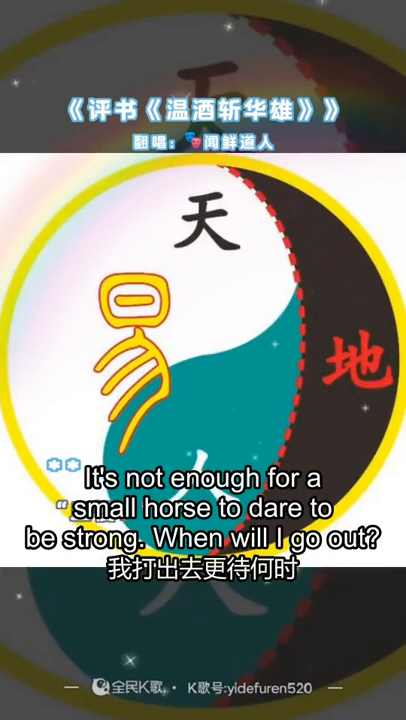 《评书《温酒斩华雄》》
翻唱：闻鲜道人
天
易
地
人
It's not enough for a
small horse to dare to
be strong. When will I go out?
我打出去更待何时
全民K歌 · K歌号:yidefuren520